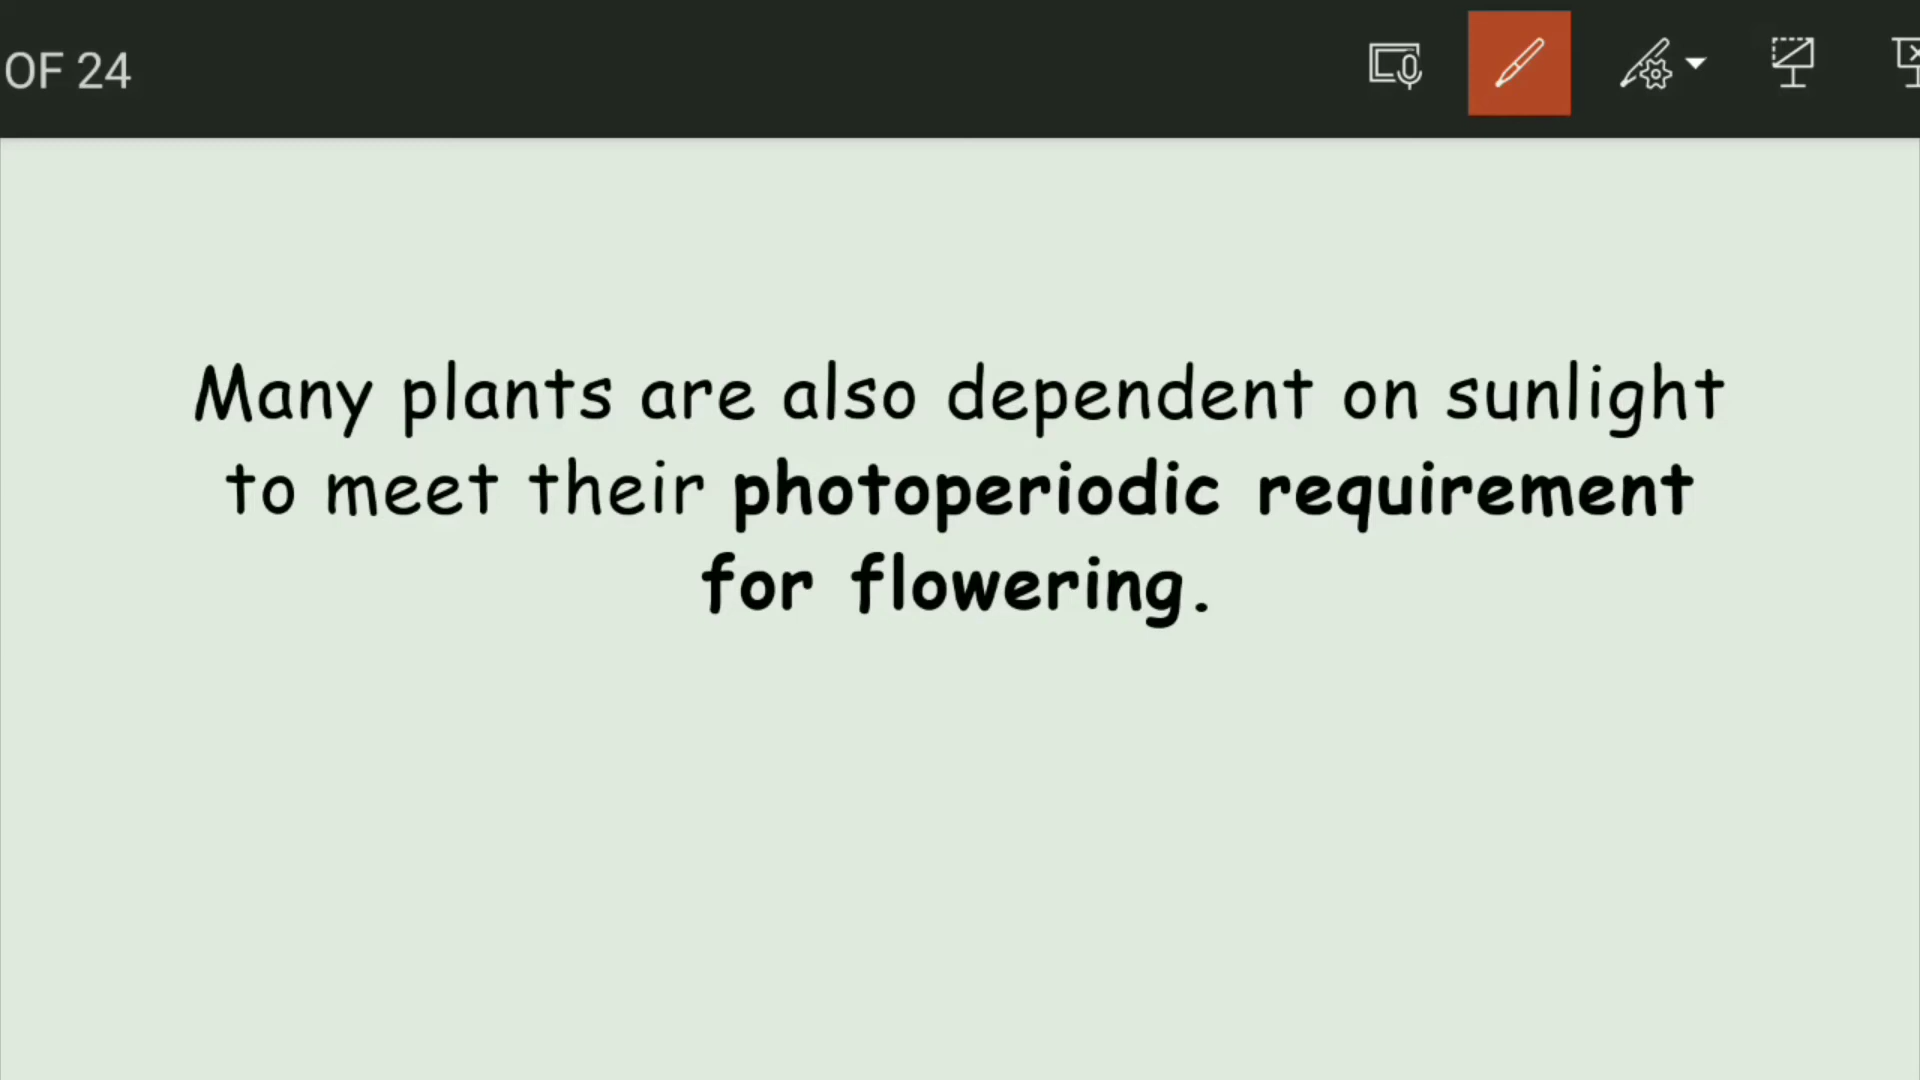 OF 24
Many plants are also dependent on sunlight
to meet their photoperiodic requirement
for flowering.